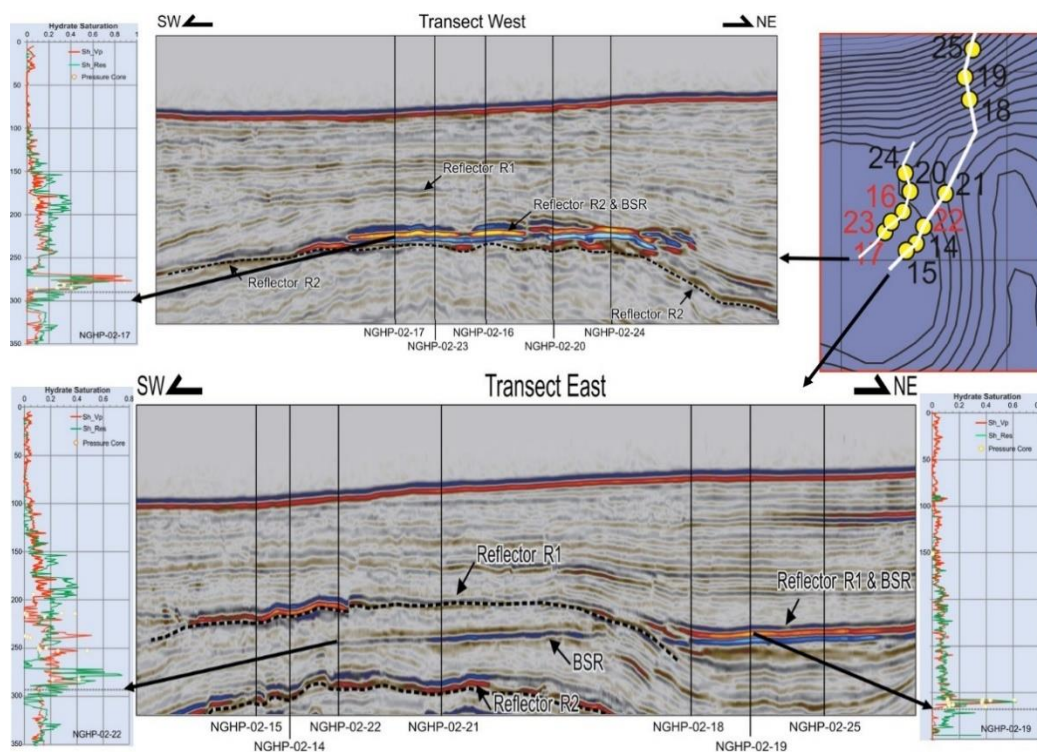 SW
Transect West
NE
Hydrate Saturation
0 0.2 0.4 0.6 0.8 1
Sh_Vp
Sh_Res
Pressure Core
0
50
100
150
200
250
300
350
NGHP-02-17
Reflector R1
Reflector R2 & BSR
Reflector R2
Reflector R2
NGHP-02-17
NGHP-02-23
NGHP-02-16
NGHP-02-20
NGHP-02-24
25
19
18
24
20
21
16
23
22
17
14
15
SW
Transect East
NE
Hydrate Saturation
0 0.2 0.4 0.6 0.8
Sh_Vp
Sh_Res
Pressure Core
0
50
100
150
200
250
300
350
NGHP-02-22
Reflector R1
Reflector R1 & BSR
BSR
Reflector R2
NGHP-02-15
NGHP-02-14
NGHP-02-22
NGHP-02-21
NGHP-02-18
NGHP-02-19
NGHP-02-25
Hydrate Saturation
0 0.2 0.4 0.6 0.8
Sh_Vp
Sh_Res
Pressure Core
0
50
100
150
200
250
300
NGHP-02-19